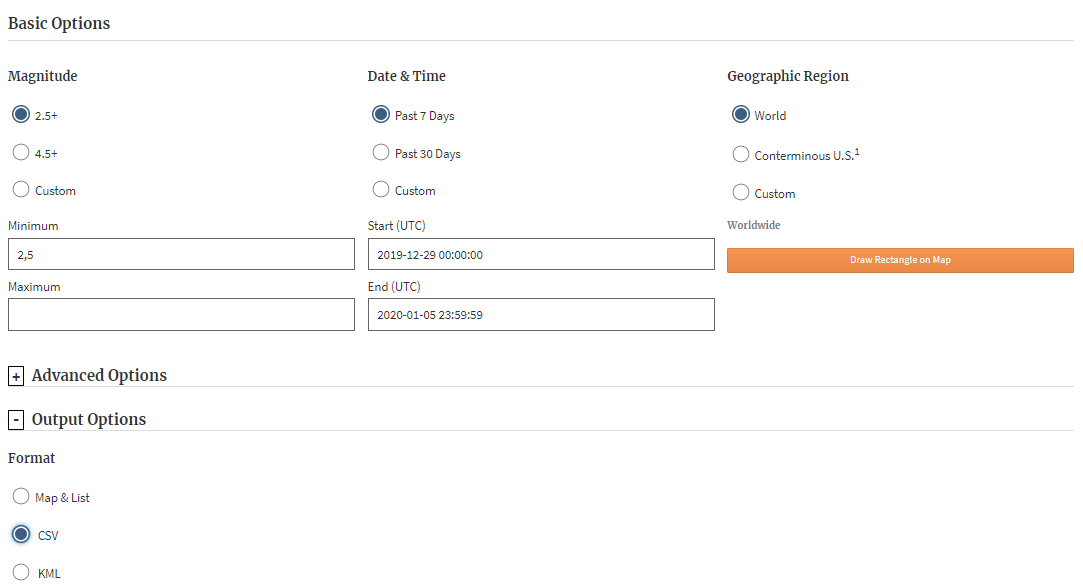 Basic Options
Magnitude
2.5+
4.5+
Custom
Minimum
2,5
Maximum
Date & Time
Past 7 Days
Past 30 Days
Custom
Start (UTC)
2019-12-29 00:00:00
End (UTC)
2020-01-05 23:59:59
Geographic Region
World
Conterminous U.S.1
Custom
Worldwide
Draw Rectangle on Map
+ Advanced Options
- Output Options
Format
Map & List
CSV
KML